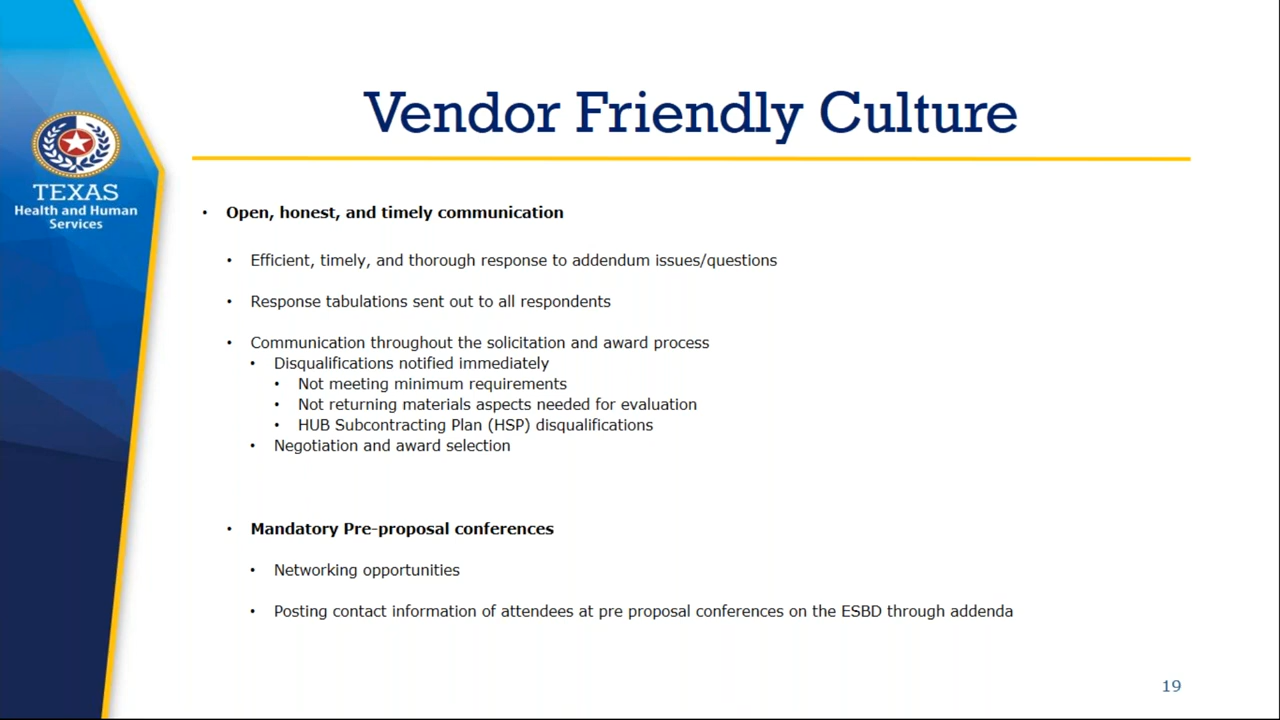 Vendor Friendly Culture
TEXAS
Health and Human
Services
• Open, honest, and timely communication
• Efficient, timely, and thorough response to addendum issues/questions
• Response tabulations sent out to all respondents
• Communication throughout the solicitation and award process
• Disqualifications notified immediately
• Not meeting minimum requirements
• Not returning materials aspects needed for evaluation
• HUB Subcontracting Plan (HSP) disqualifications
• Negotiation and award selection
• Mandatory Pre-proposal conferences
• Networking opportunities
• Posting contact information of attendees at pre proposal conferences on the ESBD through addenda
19